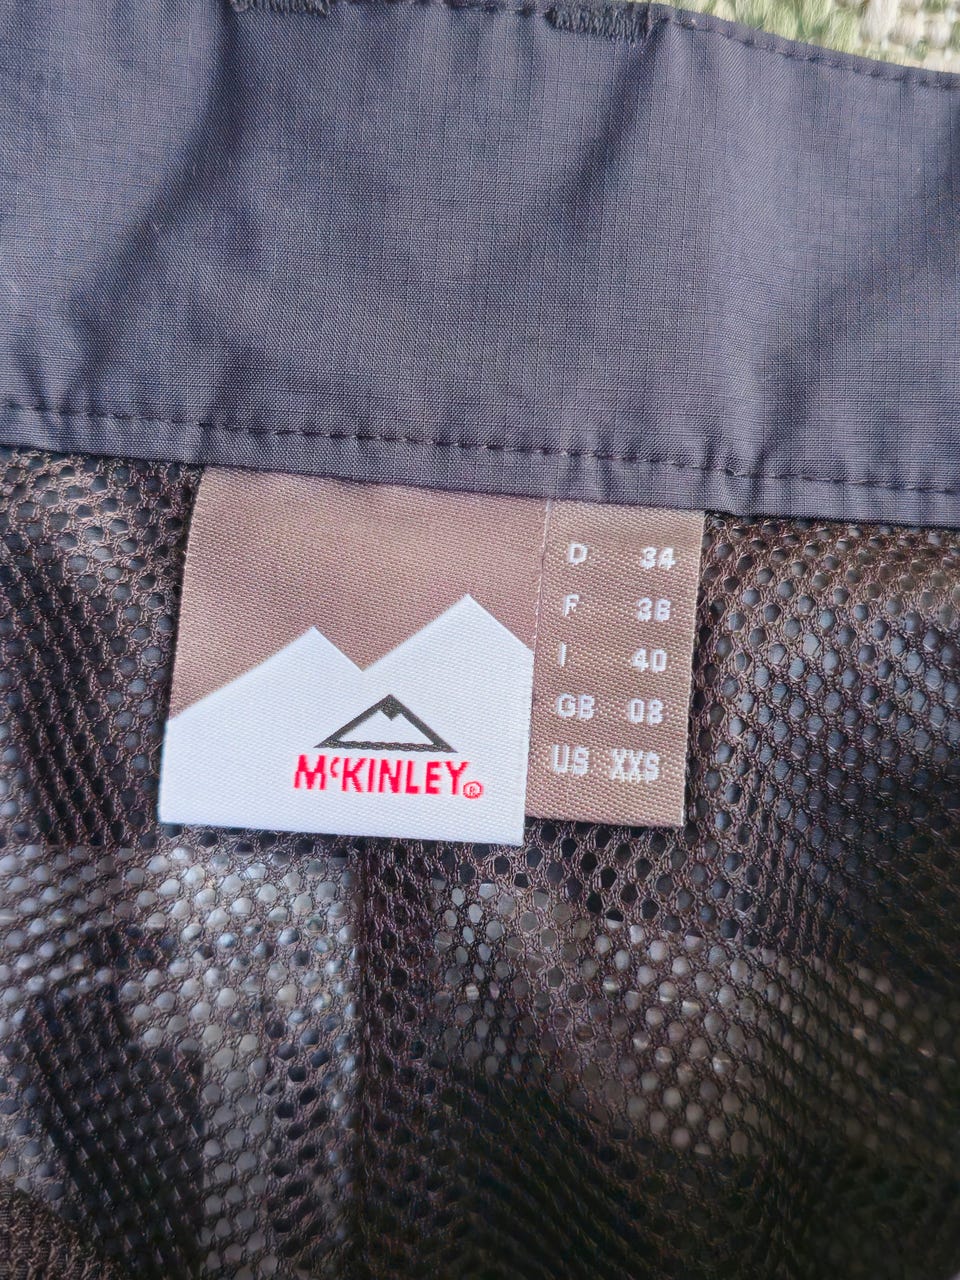 McKINLEY®
D 34
F 36
I 40
GB 08
US XXS